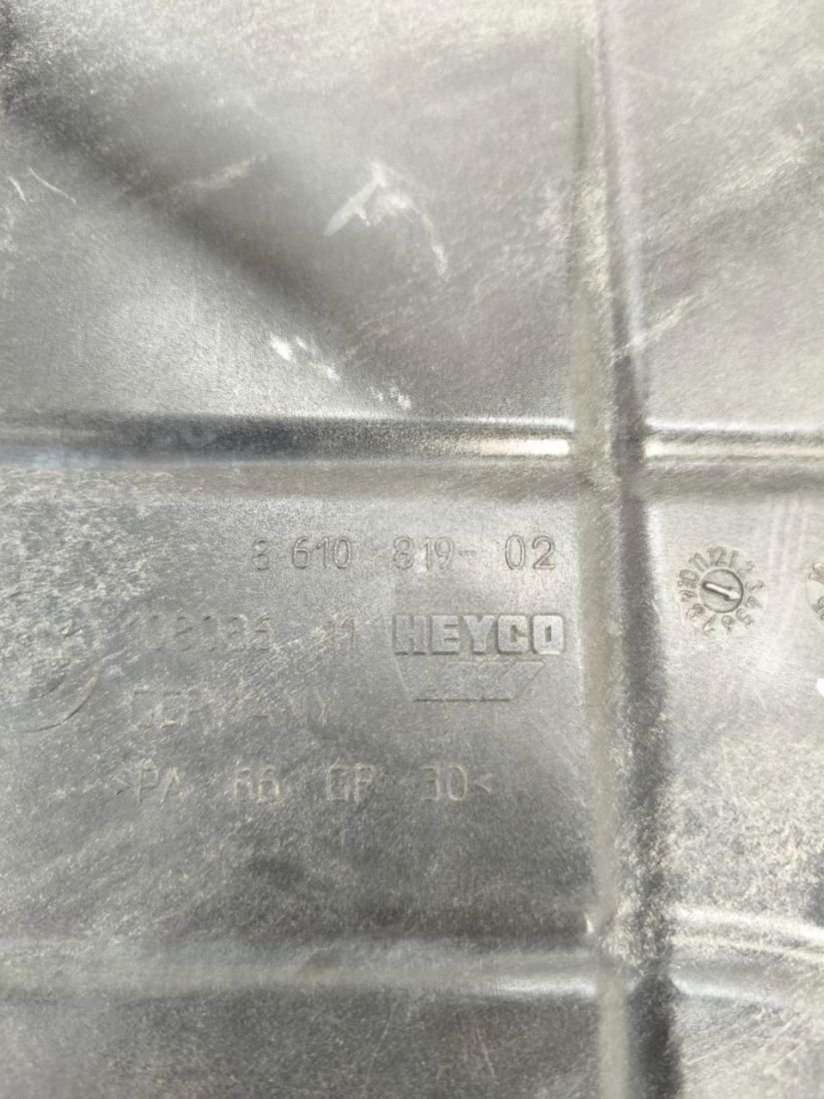 8 610 819-02
HEYCO
GERMANY
PA 66 GF 30<